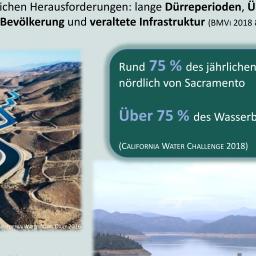 lichen Herausforderungen: lange Dürreperioden, Ü
Bevölkerung und veraltete Infrastruktur (BMVI 2018
Rund 75 % des jährlichen
nördlich von Sacramento
Über 75 % des Wasserb
(CALIFORNIA WATER CHALLENGE 2018)